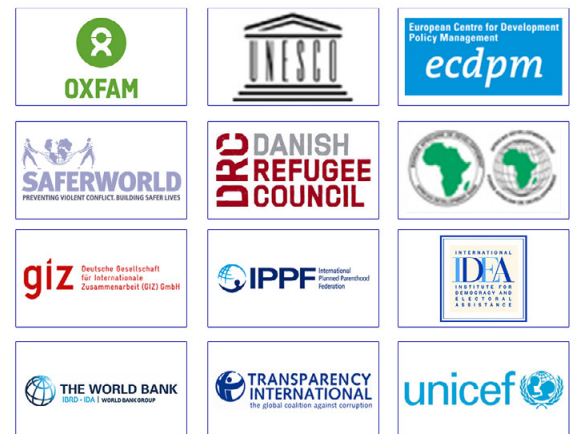 OXFAM
UNESCO
European Centre for Development
Policy Management
ecdpm
SAFERWORLD
PREVENTING VIOLENT CONFLICT. BUILDING SAFER LIVES
DRC DANISH
REFUGEE
COUNCIL
giz Deutsche Gesellschaft
für Internationale
Zusammenarbeit (GIZ) GmbH
IPPF International
Planned Parenthood
Federation
INTERNATIONAL
IDEA
INSTITUTE FOR
DEMOCRACY AND
ELECTORAL
ASSISTANCE
THE WORLD BANK
IBRD • IDA | WORLD BANK GROUP
TRANSPARENCY
INTERNATIONAL
the global coalition against corruption
unicef